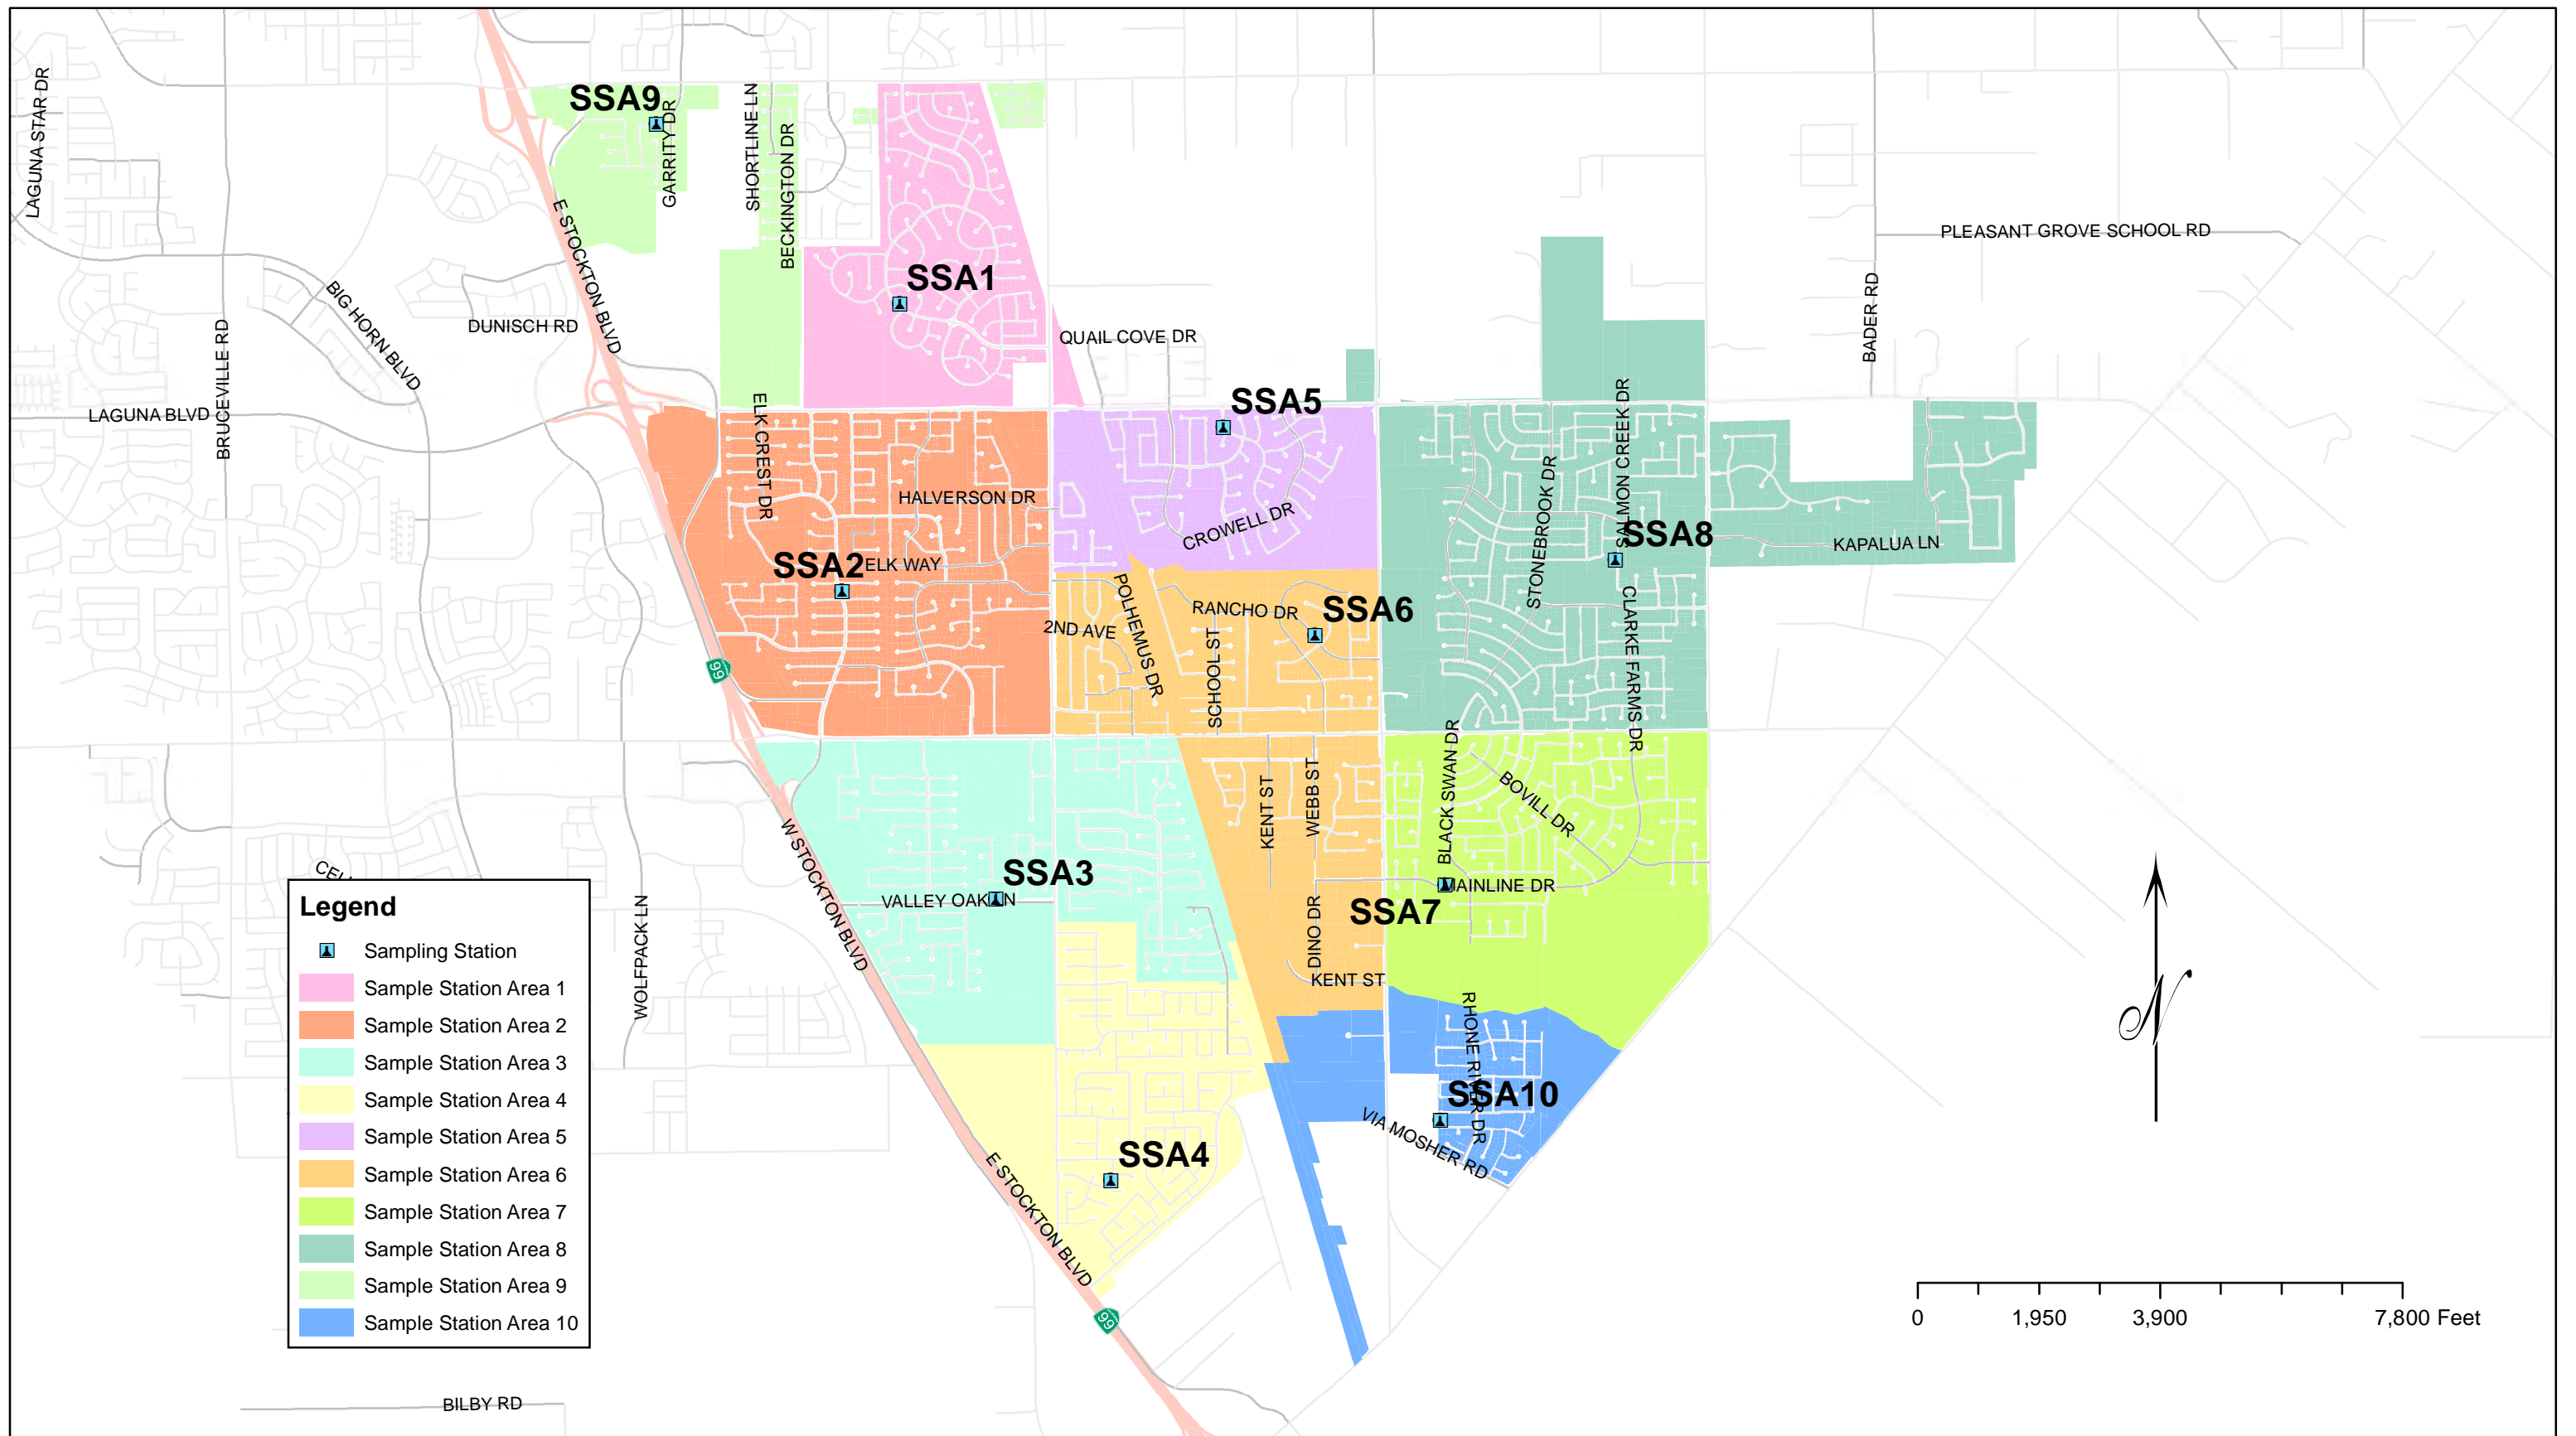 LAGUNA STAR DR
SSA9
GARRITY DR
SHORTLINE LN
BECKINGTON DR
E STOCKTON BLVD
PLEASANT GROVE SCHOOL RD
BADER RD
SSA1
BIG HORN BLVD
DUNISCH RD
BRUCEVILLE RD
QUAIL COVE DR
LAGUNA BLVD
ELK CREST DR
SSA5
SALMON CREEK DR
HALVERSON DR
CROWELL DR
STONEBROOK DR
SSA8
KAPALUA LN
SSA2
ELK WAY
POLHEMUS DR
RANCHO DR
SSA6
2ND AVE
SCHOOL ST
CLARKE FARMS DR
99
BLACK SWAN DR
BOVILL DR
KENT ST
WEBB ST
W STOCKTON BLVD
SSA3
VALLEY OAK LN
MAINLINE DR
SSA7
DINO DR
KENT ST
WOLFPACK LN
RHONE RIVER DR
SSA10
VIA MOSHER RD
SSA4
E STOCKTON BLVD
99
BILBY RD
Legend
Sampling Station
Sample Station Area 1
Sample Station Area 2
Sample Station Area 3
Sample Station Area 4
Sample Station Area 5
Sample Station Area 6
Sample Station Area 7
Sample Station Area 8
Sample Station Area 9
Sample Station Area 10
N
0 1,950 3,900 7,800 Feet